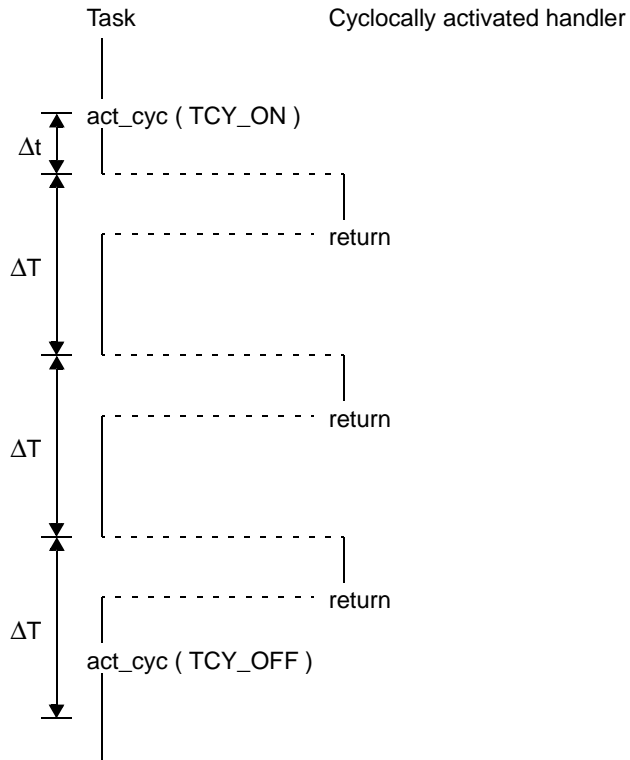 Task Cyclocally activated handler
act_cyc ( TCY_ON )
Δt
return
ΔT
return
ΔT
return
ΔT
act_cyc ( TCY_OFF )